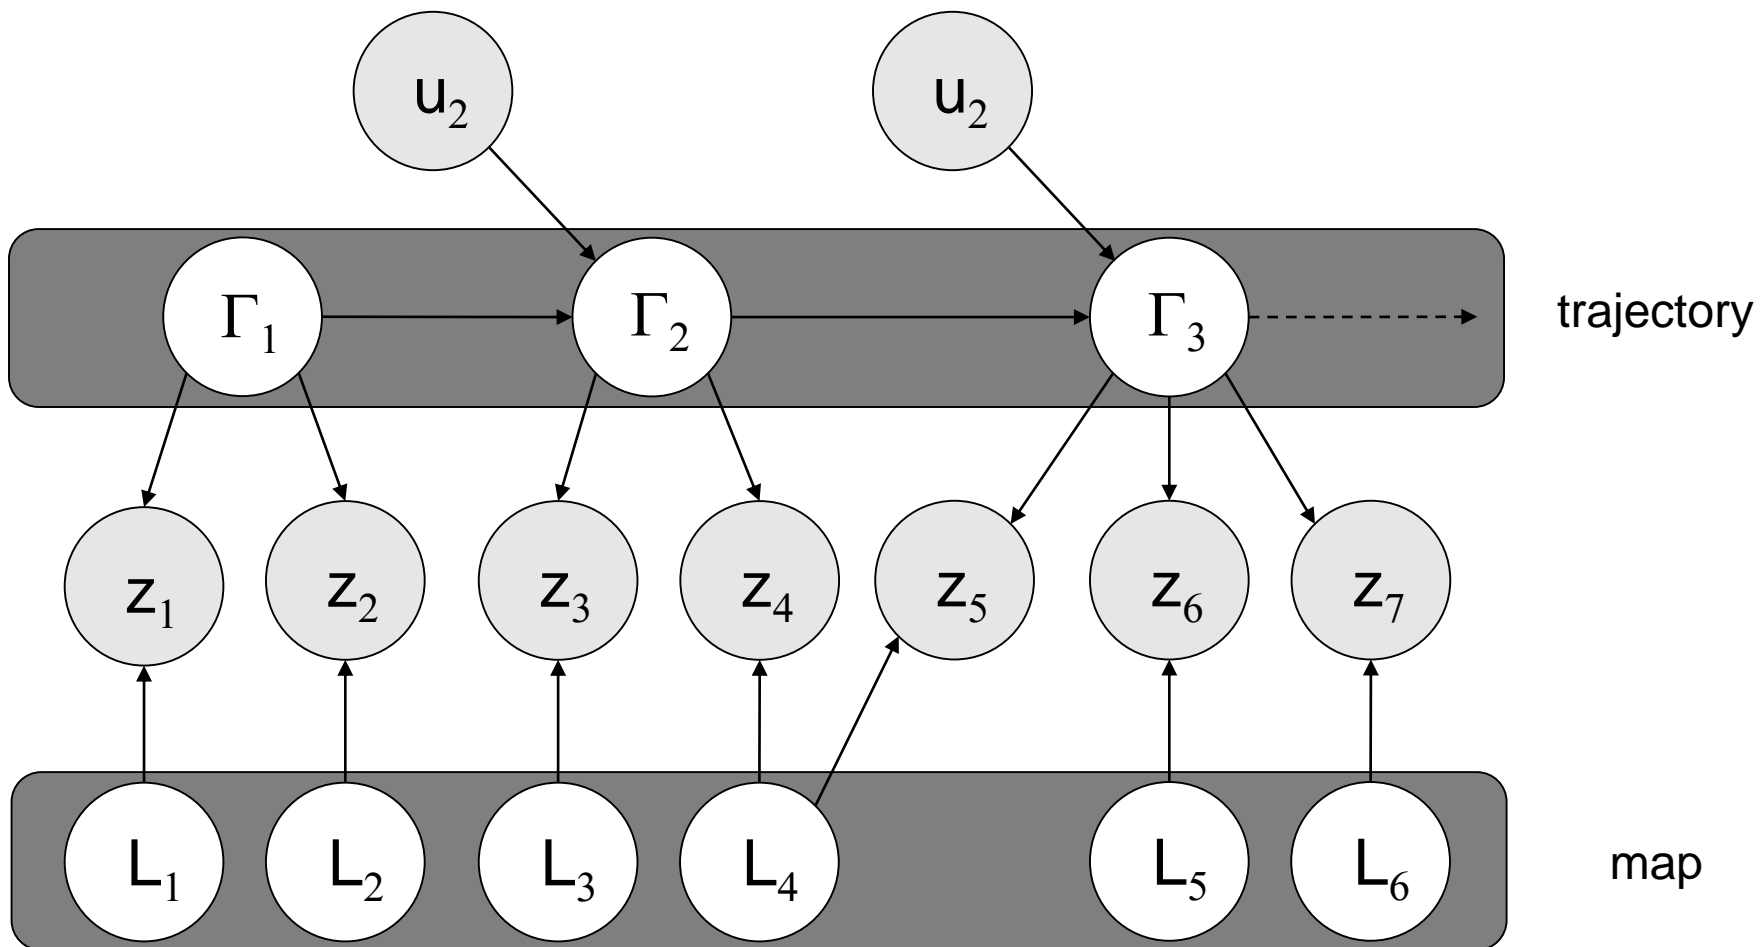 u₂ u₂
Γ₁ Γ₂ Γ₃ trajectory
z₁ z₂ z₃ z₄ z₅ z₆ z₇
L₁ L₂ L₃ L₄ L₅ L₆ map